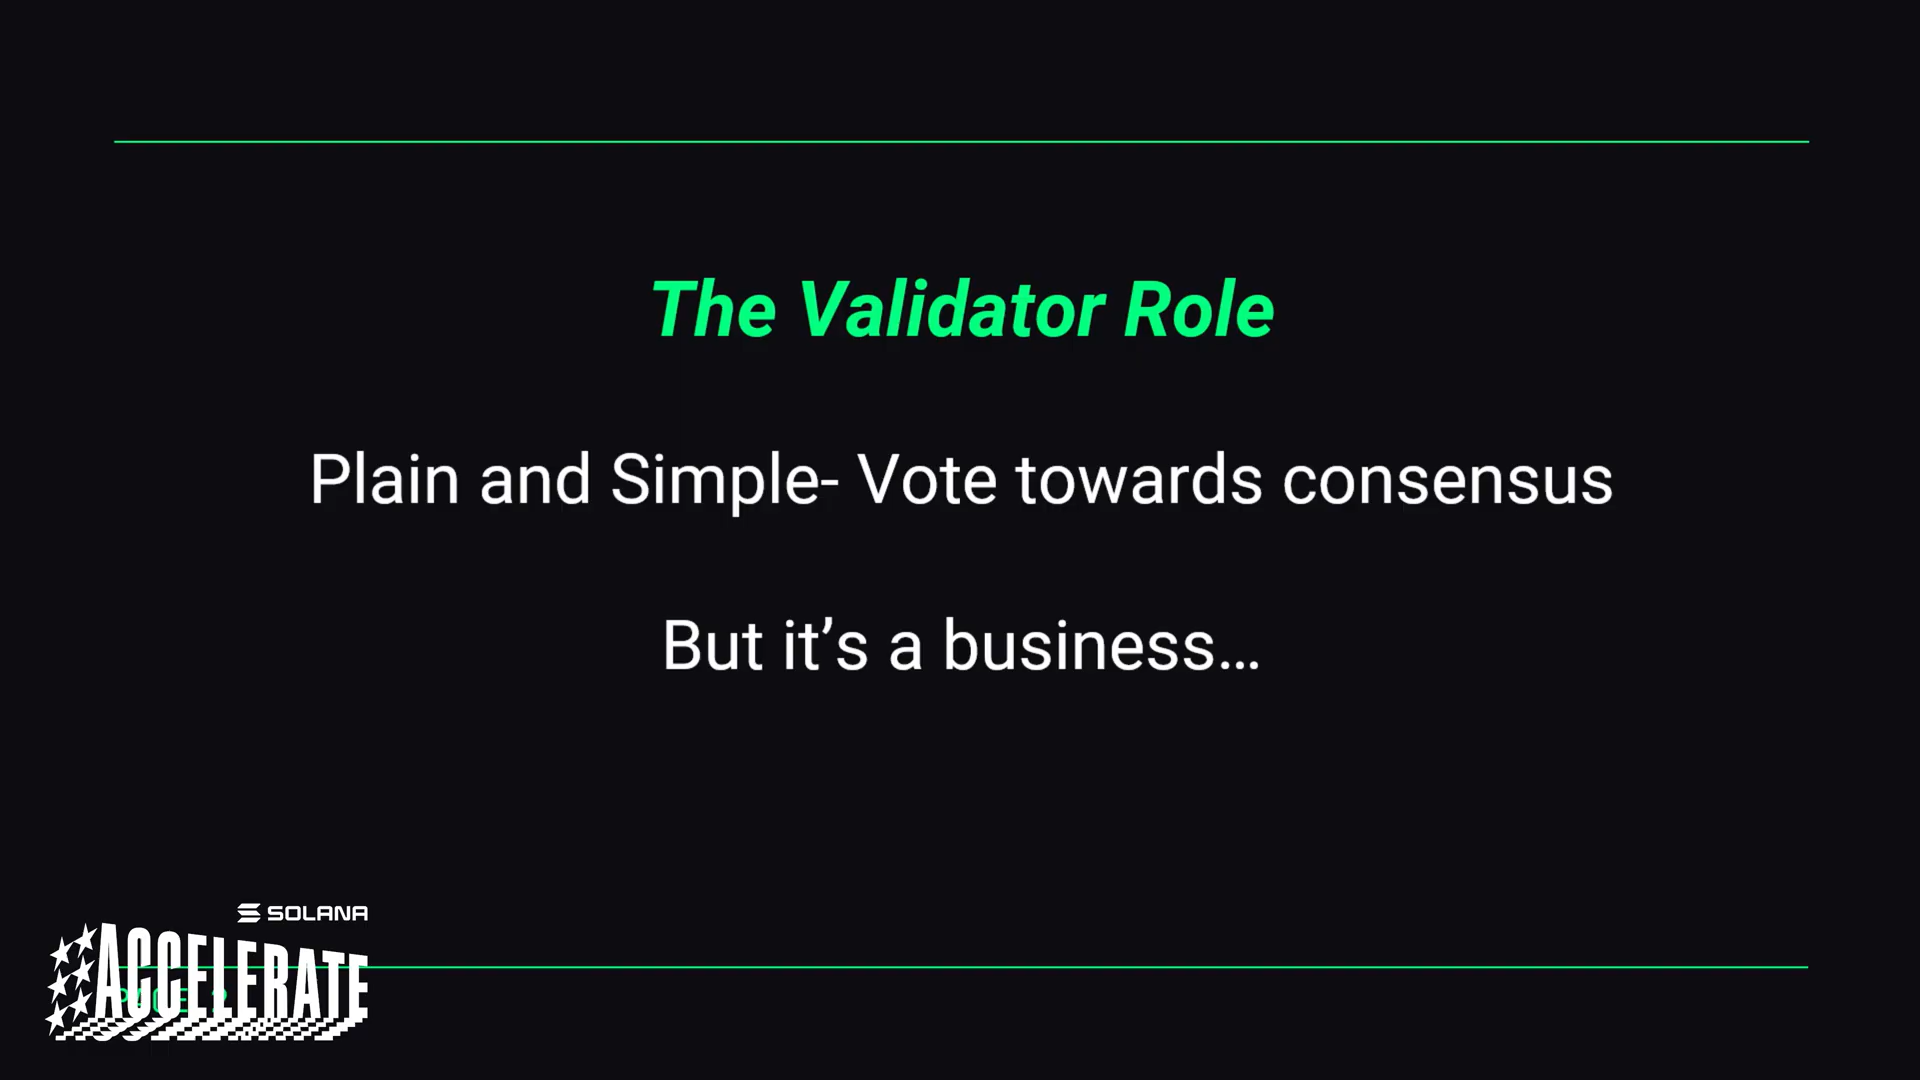 The Validator Role
Plain and Simple- Vote towards consensus
But it’s a business…
SOLANA
ACCELERATE